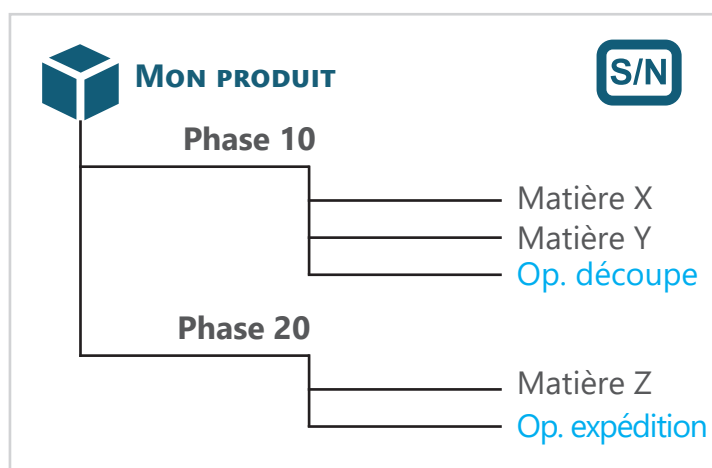 Mon produit
S/N
Phase 10
Matière X
Matière Y
Op. découpe
Phase 20
Matière Z
Op. expédition